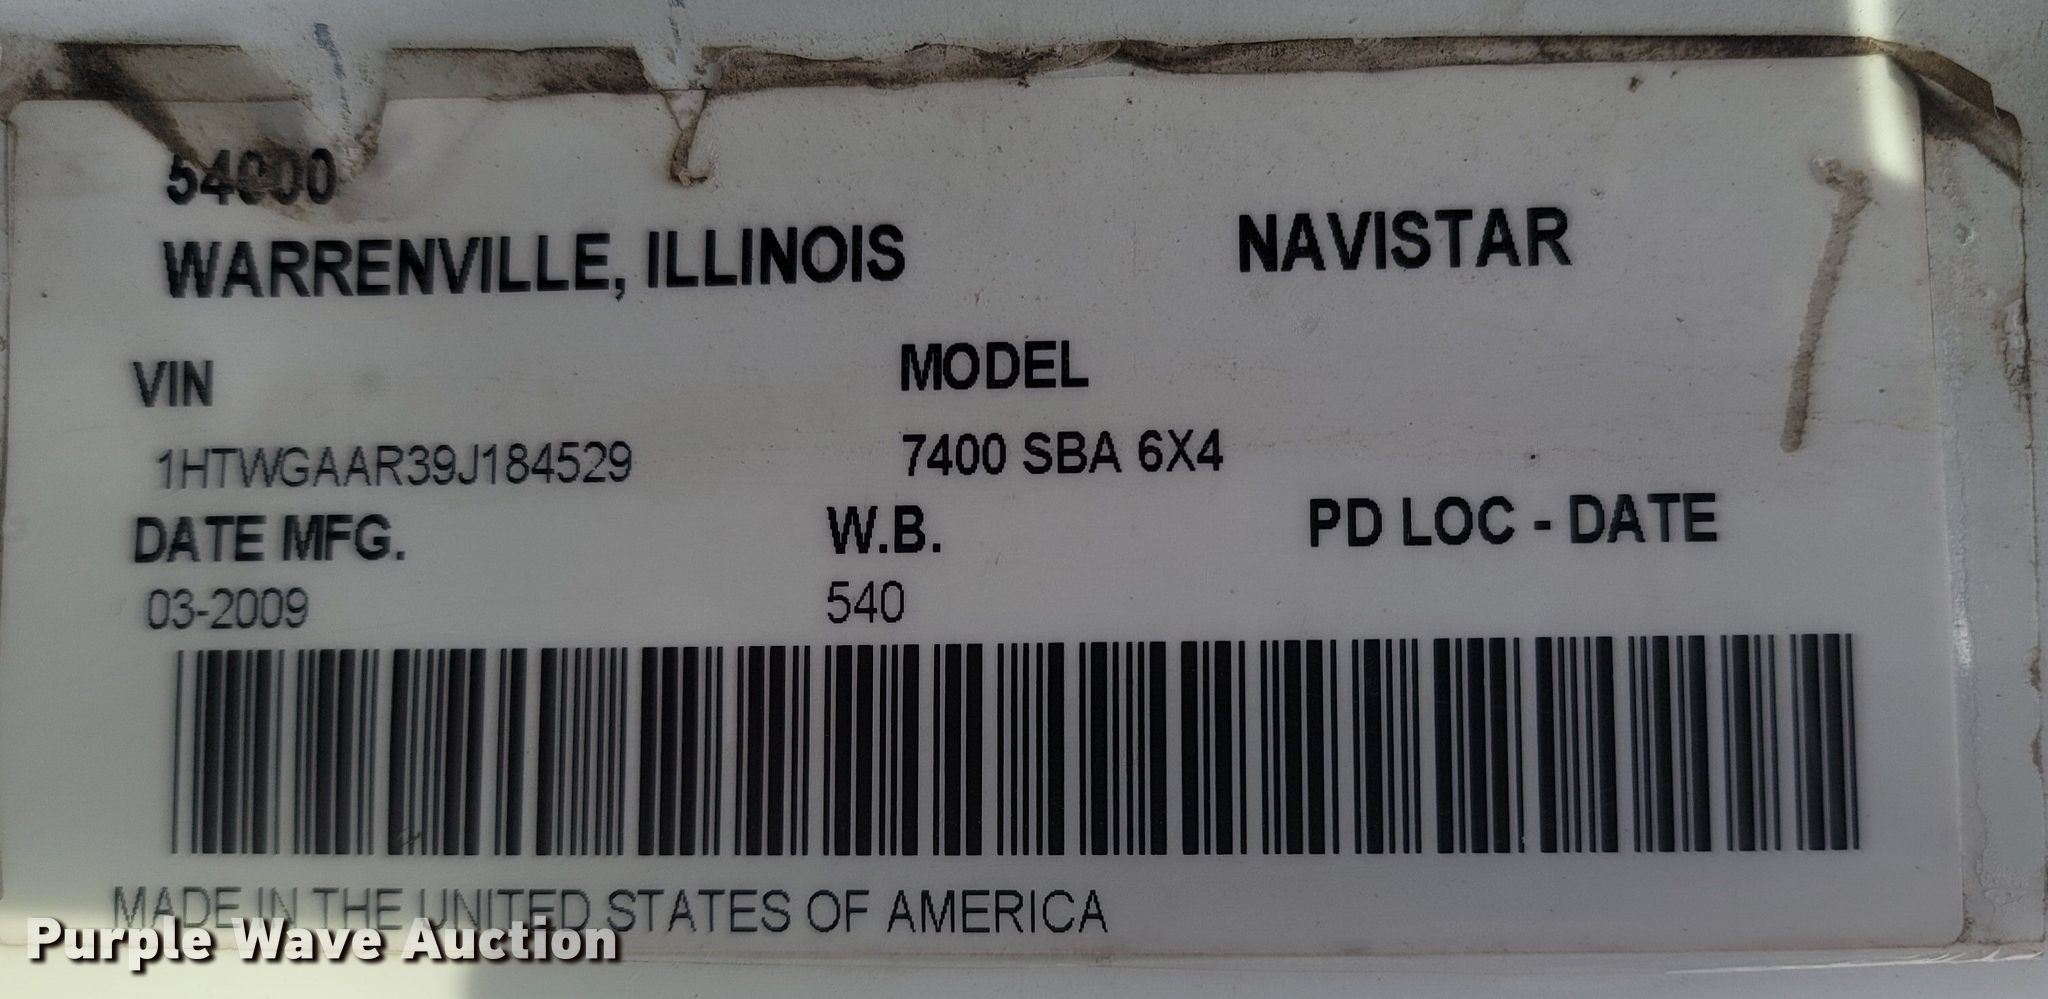 54000
WARRENVILLE, ILLINOIS NAVISTAR
VIN MODEL
1HTWGAAR39J184529 7400 SBA 6X4
DATE MFG. W.B. PD LOC - DATE
03-2009 540
MADE IN THE UNITED STATES OF AMERICA
Purple Wave Auction